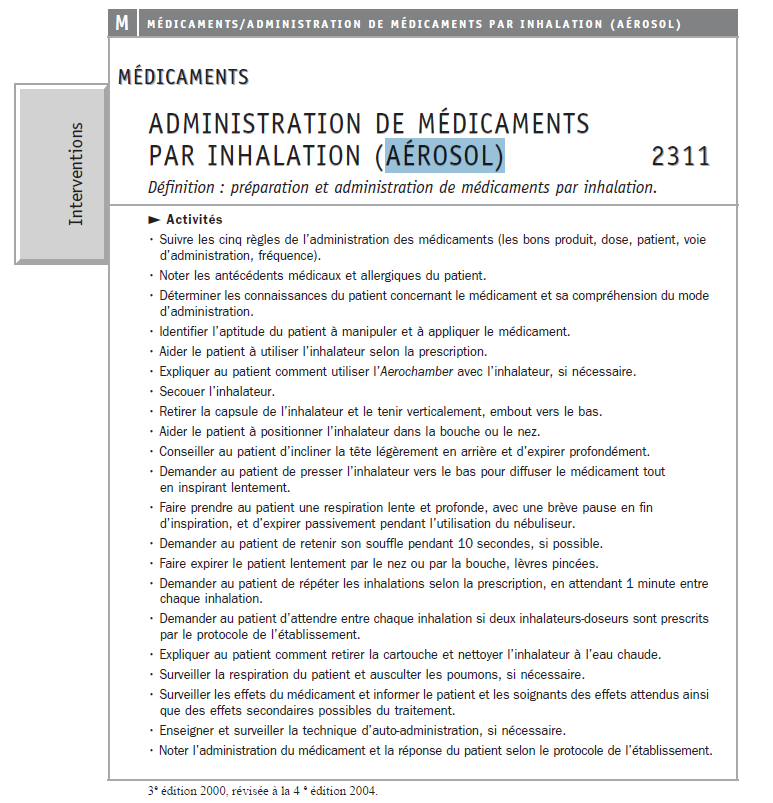 M MÉDICAMENTS/ADMINISTRATION DE MÉDICAMENTS PAR INHALATION (AÉROSOL)
MÉDICAMENTS
Interventions
ADMINISTRATION DE MÉDICAMENTS
PAR INHALATION (AÉROSOL) 2311
Définition : préparation et administration de médicaments par inhalation.
► Activités
· Suivre les cinq règles de l'administration des médicaments (les bons produit, dose, patient, voie
d'administration, fréquence).
· Noter les antécédents médicaux et allergiques du patient.
· Déterminer les connaissances du patient concernant le médicament et sa compréhension du mode
d'administration.
· Identifier l'aptitude du patient à manipuler et à appliquer le médicament.
· Aider le patient à utiliser l'inhalateur selon la prescription.
· Expliquer au patient comment utiliser l'Aerochamber avec l'inhalateur, si nécessaire.
· Secouer l'inhalateur.
· Retirer la capsule de l'inhalateur et le tenir verticalement, embout vers le bas.
· Aider le patient à positionner l'inhalateur dans la bouche ou le nez.
· Conseiller au patient d'incliner la tête légèrement en arrière et d'expirer profondément.
· Demander au patient de presser l'inhalateur vers le bas pour diffuser le médicament tout
en inspirant lentement.
· Faire prendre au patient une respiration lente et profonde, avec une brève pause en fin
d'inspiration, et d'expirer passivement pendant l'utilisation du nébuliseur.
· Demander au patient de retenir son souffle pendant 10 secondes, si possible.
· Faire expirer le patient lentement par le nez ou par la bouche, lèvres pincées.
· Demander au patient de répéter les inhalations selon la prescription, en attendant 1 minute entre
chaque inhalation.
· Demander au patient d'attendre entre chaque inhalation si deux inhalateurs-doseurs sont prescrits
par le protocole de l'établissement.
· Expliquer au patient comment retirer la cartouche et nettoyer l'inhalateur à l'eau chaude.
· Surveiller la respiration du patient et ausculter les poumons, si nécessaire.
· Surveiller les effets du médicament et informer le patient et les soignants des effets attendus ainsi
que des effets secondaires possibles du traitement.
· Enseigner et surveiller la technique d'auto-administration, si nécessaire.
· Noter l'administration du médicament et la réponse du patient selon le protocole de l'établissement.
3e édition 2000, révisée à la 4 e édition 2004.